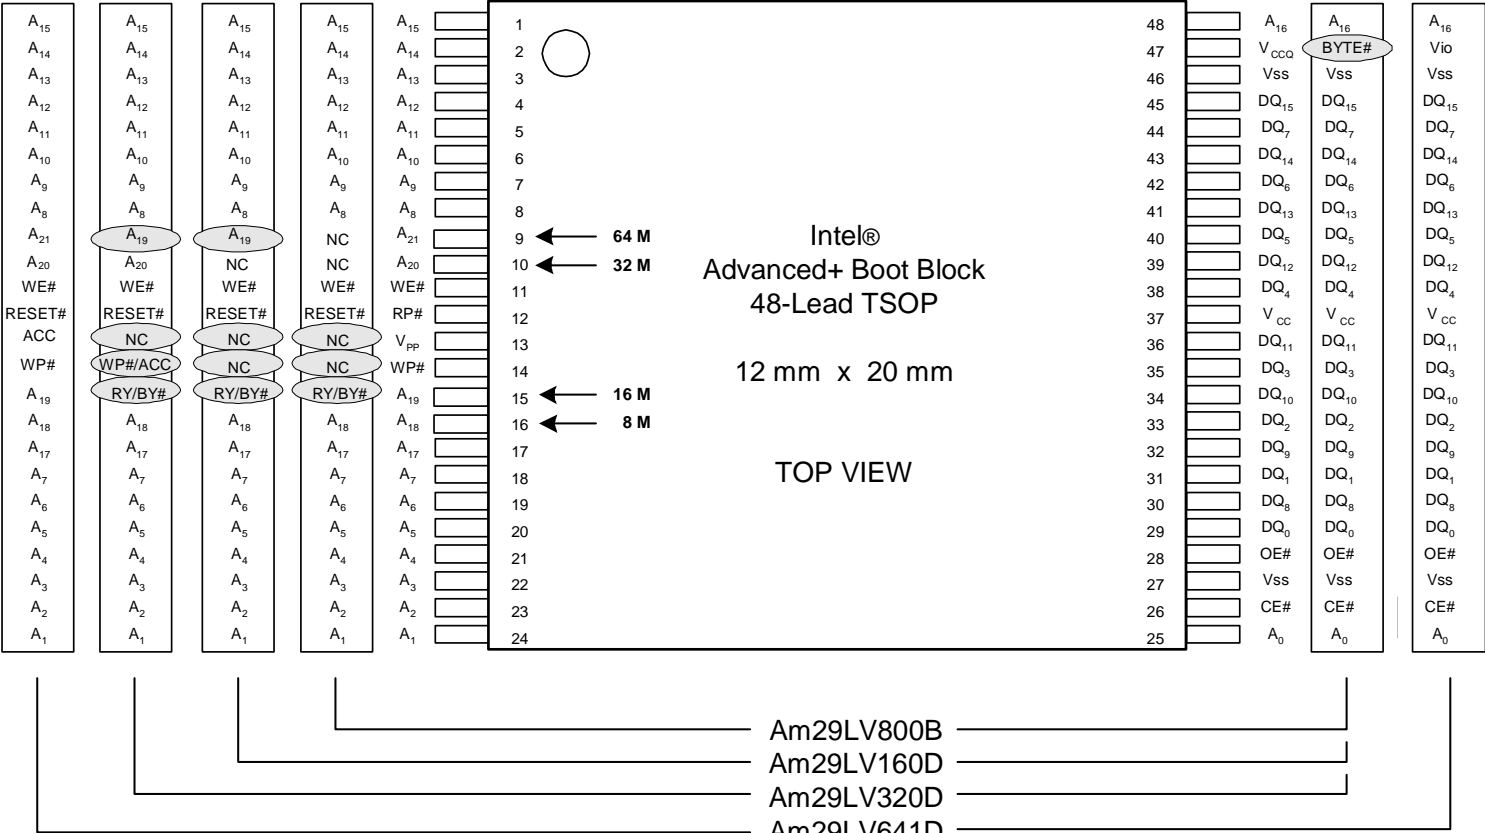 A15 A15 A15 A15 A15 1 48 A16 A16 A16
A14 A14 A14 A14 A14 2 47 VCCQ BYTE# Vio
A13 A13 A13 A13 A13 3 46 Vss Vss Vss
A12 A12 A12 A12 A12 4 45 DQ15 DQ15 DQ15
A11 A11 A11 A11 A11 5 44 DQ7 DQ7 DQ7
A10 A10 A10 A10 A10 6 43 DQ14 DQ14 DQ14
A9 A9 A9 A9 A9 7 42 DQ6 DQ6 DQ6
A8 A8 A8 A8 A8 8 41 DQ13 DQ13 DQ13
A21 A19 A19 NC A21 9 64 M Intel® 40 DQ5 DQ5 DQ5
A20 A20 NC NC A20 10 32 M Advanced+ Boot Block 39 DQ12 DQ12 DQ12
WE# WE# WE# WE# WE# 11 38 DQ4 DQ4 DQ4
RESET# RESET# RESET# RESET# RP# 12 48-Lead TSOP 37 VCC VCC VCC
ACC NC NC NC VPP 13 36 DQ11 DQ11 DQ11
WP# WP#/ACC NC NC WP# 14 12 mm x 20 mm 35 DQ3 DQ3 DQ3
A19 RY/BY# RY/BY# RY/BY# A19 15 16 M 34 DQ10 DQ10 DQ10
A18 A18 A18 A18 A18 16 8 M 33 DQ2 DQ2 DQ2
A17 A17 A17 A17 A17 17 32 DQ9 DQ9 DQ9
A7 A7 A7 A7 A7 18 TOP VIEW 31 DQ1 DQ1 DQ1
A6 A6 A6 A6 A6 19 30 DQ8 DQ8 DQ8
A5 A5 A5 A5 A5 20 29 DQ0 DQ0 DQ0
A4 A4 A4 A4 A4 21 28 OE# OE# OE#
A3 A3 A3 A3 A3 22 27 Vss Vss Vss
A2 A2 A2 A2 A2 23 26 CE# CE# CE#
A1 A1 A1 A1 A1 24 25 A0 A0 A0
Am29LV800B
Am29LV160D
Am29LV320D
Am29LV641D